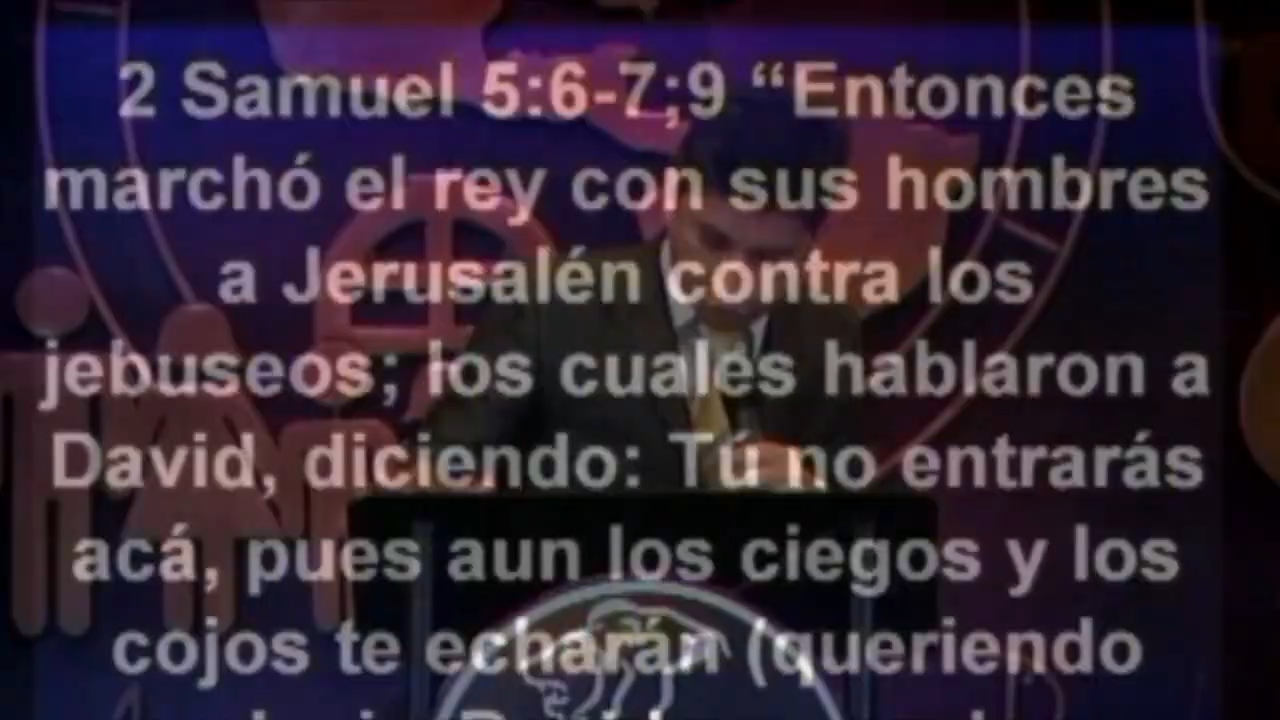 2 Samuel 5:6-7;9 “Entonces
marchó el rey con sus hombres
a Jerusalén contra los
jebuseos; los cuales hablaron a
David, diciendo: Tú no entrarás
acá, pues aun los ciegos y los
cojos te echarán (queriendo